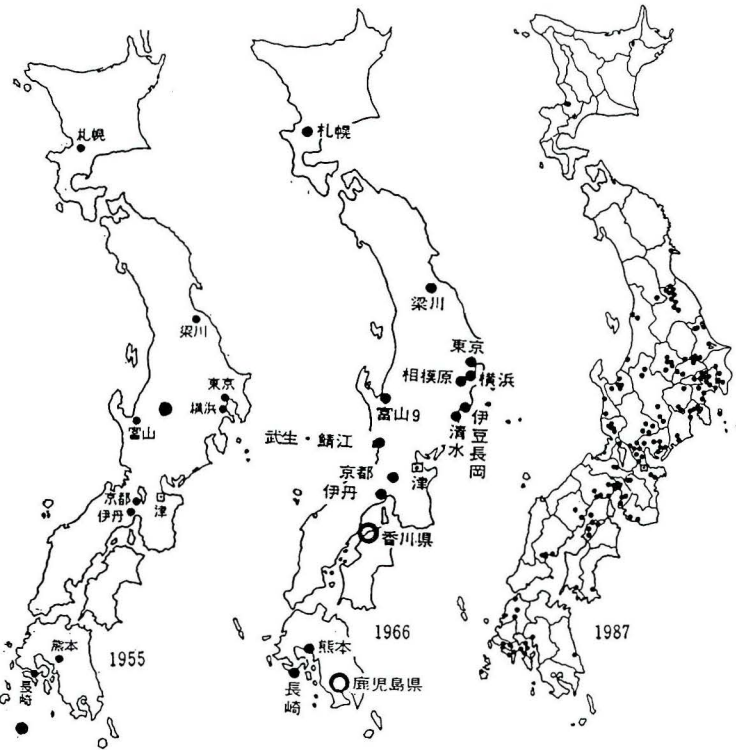 札幌
梁川
東京
横浜
富山
京都
伊丹
津
熊本
長崎
1955
札幌
梁川
東京
相模原
横浜
富山9
伊豆長岡
清水
武生・鯖江
京都
津
伊丹
香川県
1966
熊本
長崎
鹿児島県
1987